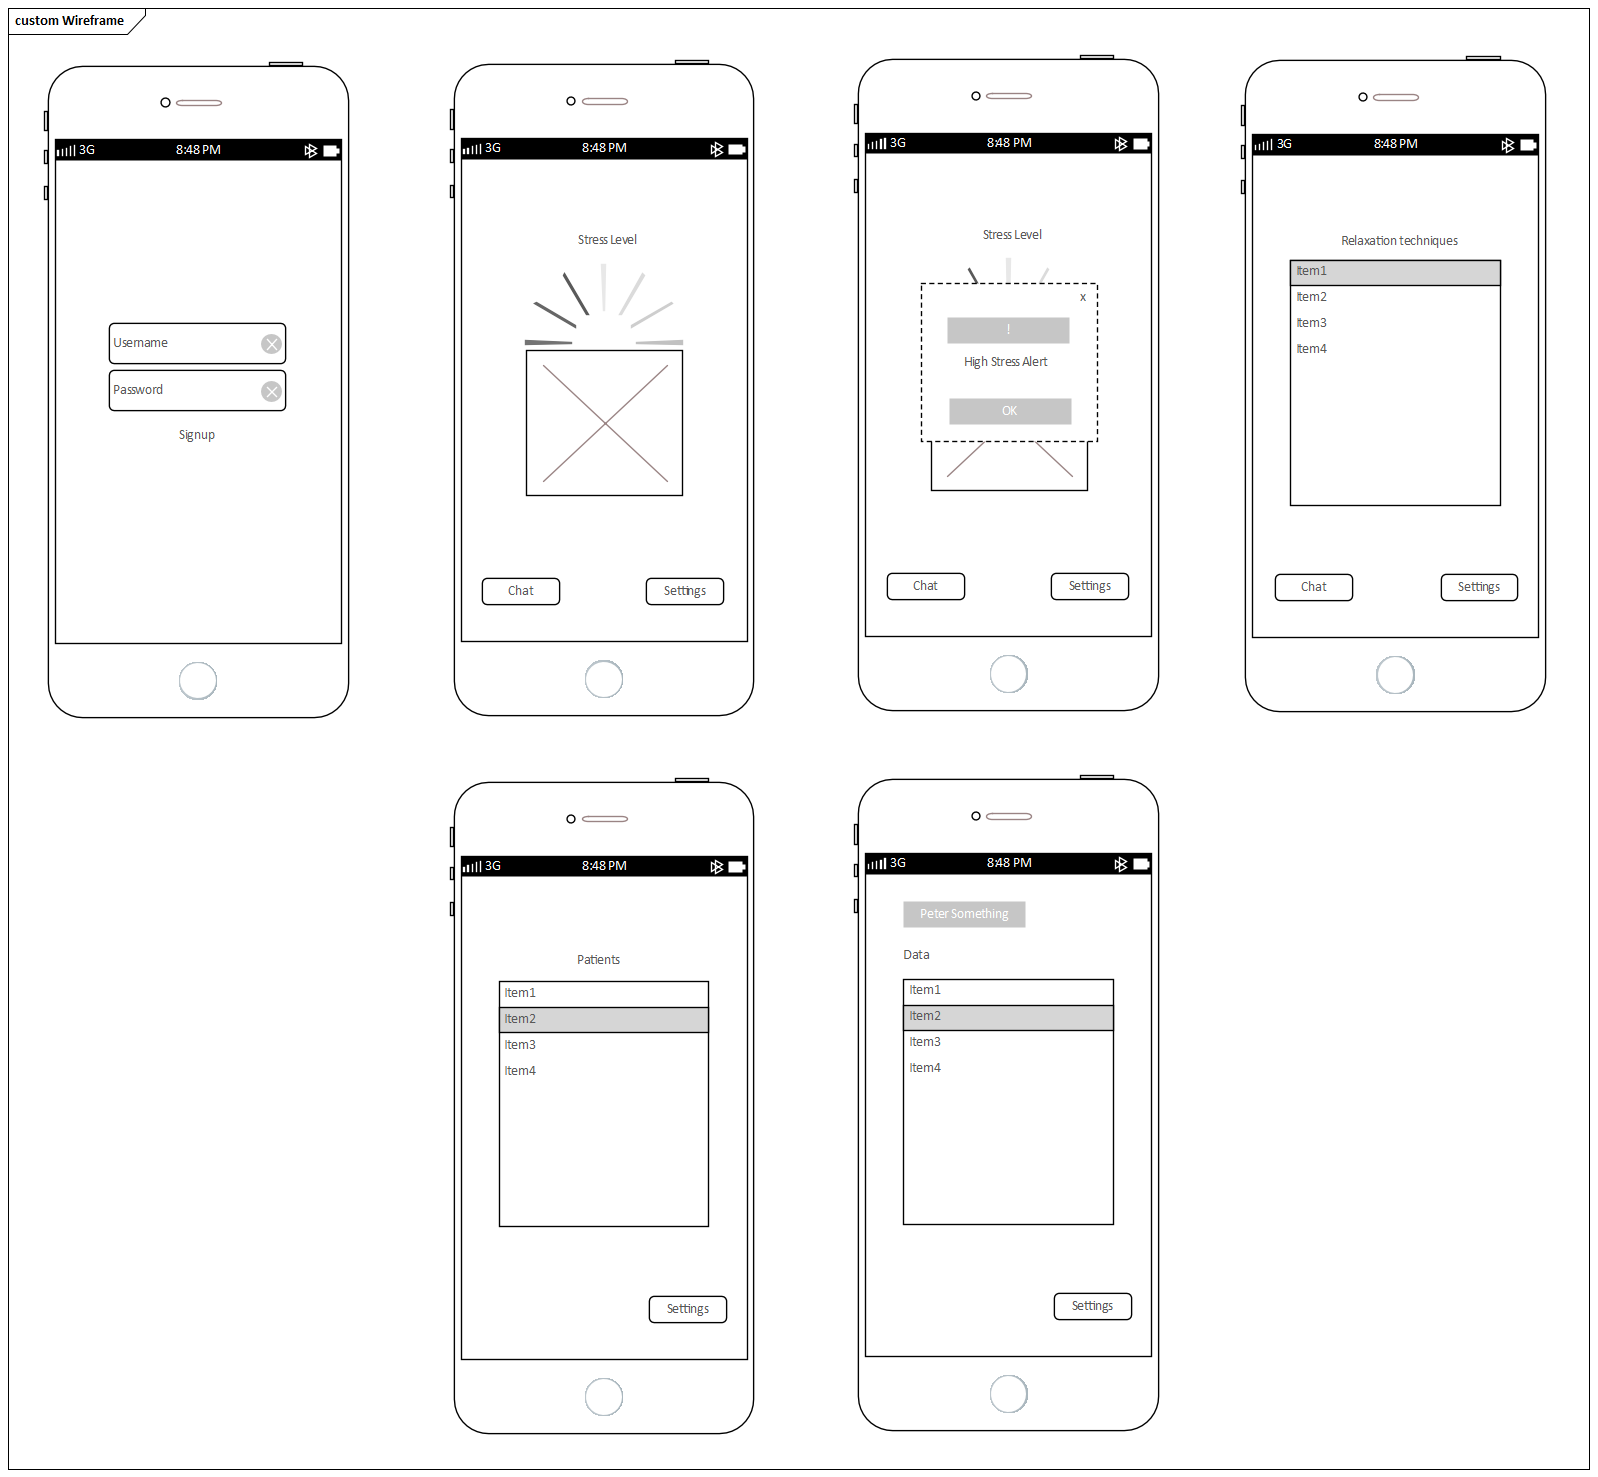 custom Wireframe
3G 8:48 PM
Username
Password
Signup
3G 8:48 PM
Stress Level
Chat Settings
3G 8:48 PM
Stress Level
x
!
High Stress Alert
OK
Chat Settings
3G 8:48 PM
Relaxation techniques
Item1
Item2
Item3
Item4
Chat Settings
3G 8:48 PM
Patients
Item1
Item2
Item3
Item4
Settings
3G 8:48 PM
Peter Something
Data
Item1
Item2
Item3
Item4
Settings